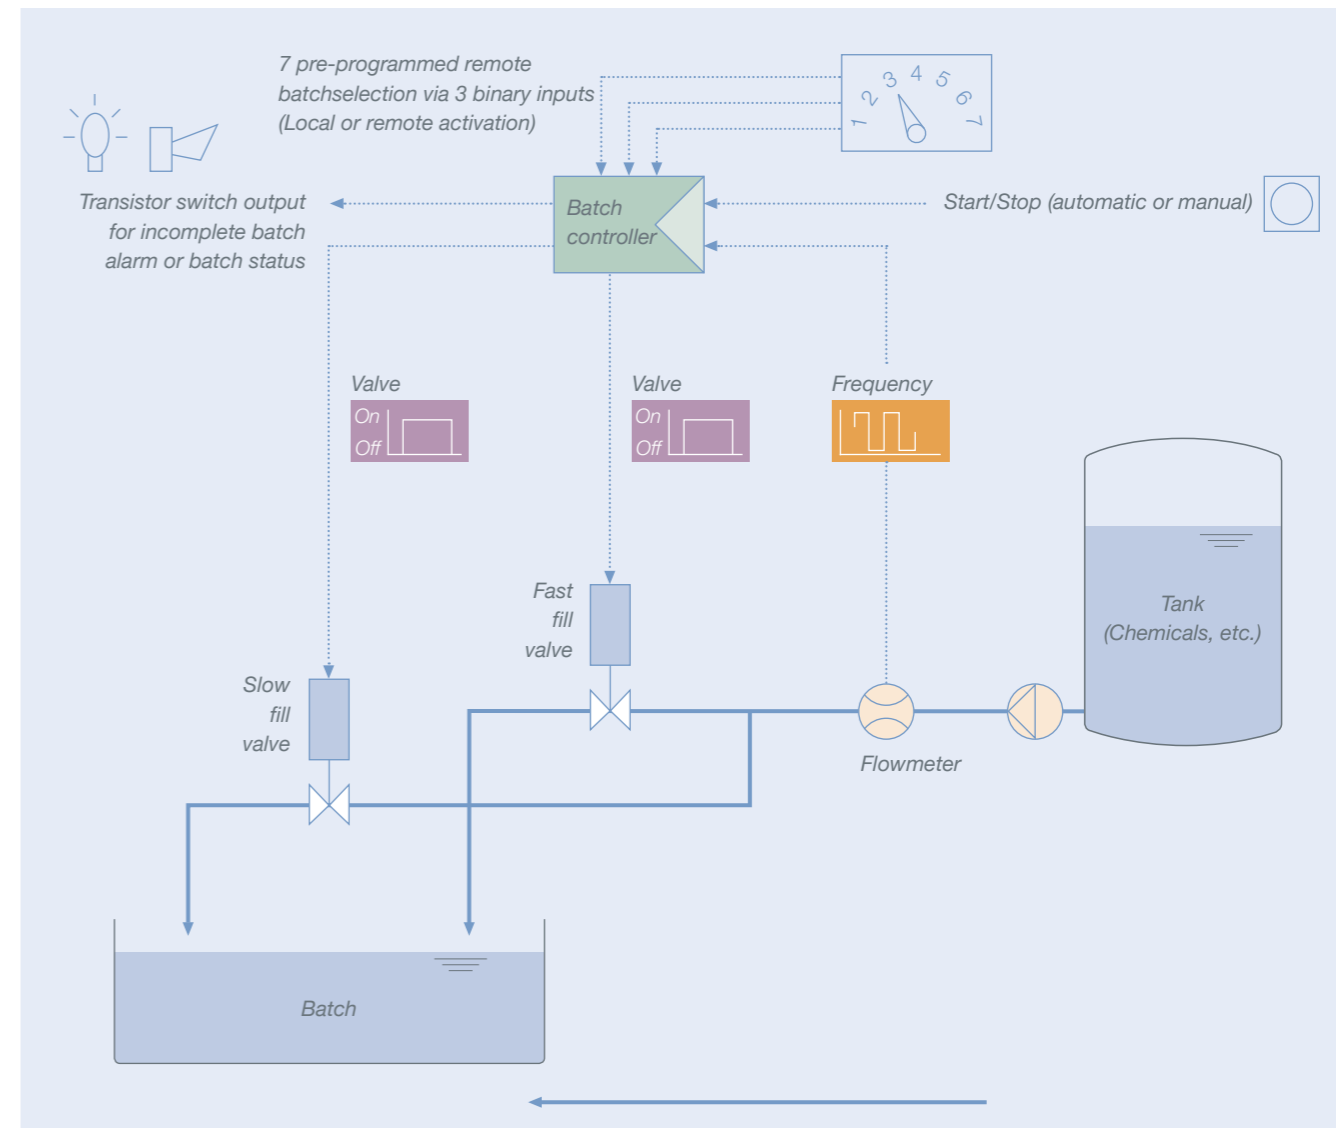 7 pre-programmed remote
batchselection via 3 binary inputs
(Local or remote activation)
1
2
3
4
5
6
7
Transistor switch output
for incomplete batch
alarm or batch status
Batch
controller
Start/Stop (automatic or manual)
Valve
On
Off
Valve
On
Off
Frequency
Fast
fill
valve
Tank
(Chemicals, etc.)
Slow
fill
valve
Flowmeter
Batch